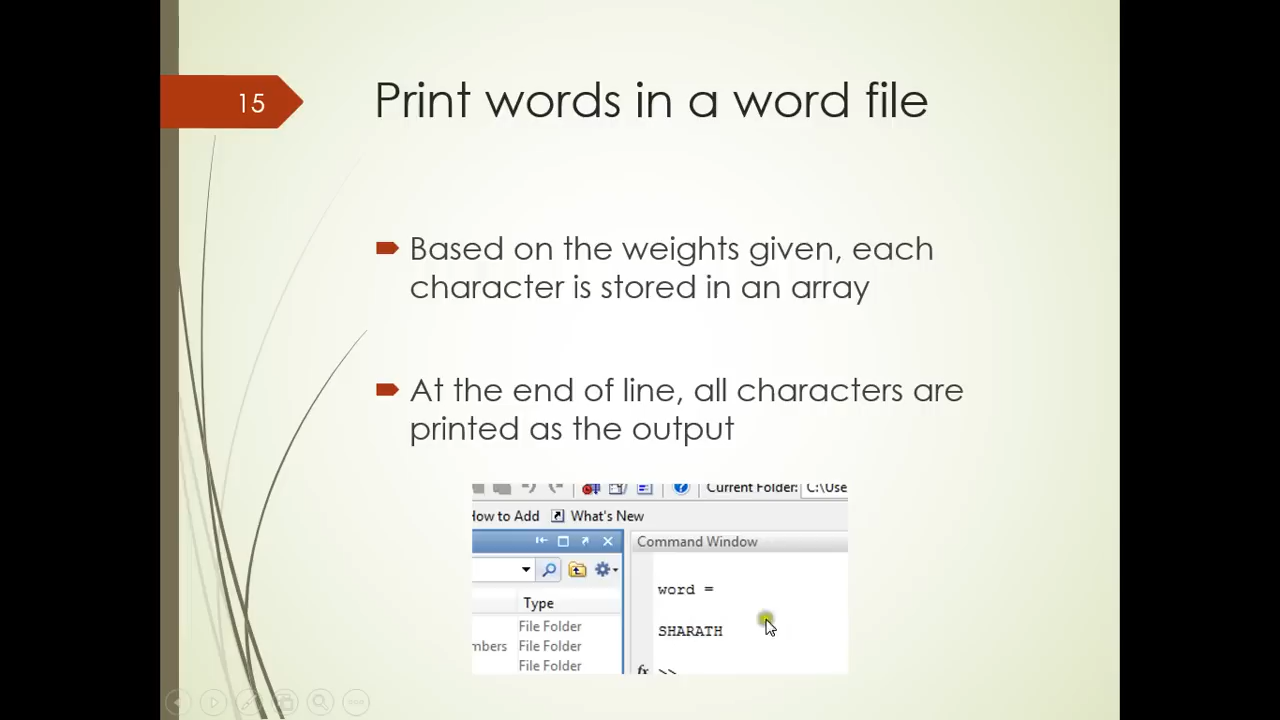 15
Print words in a word file
Based on the weights given, each
character is stored in an array
At the end of line, all characters are
printed as the output
Current Folder: C:\Use
How to Add What's New
Command Window
word =
Type
File Folder
SHARATH
mbers File Folder
File Folder
fx >>